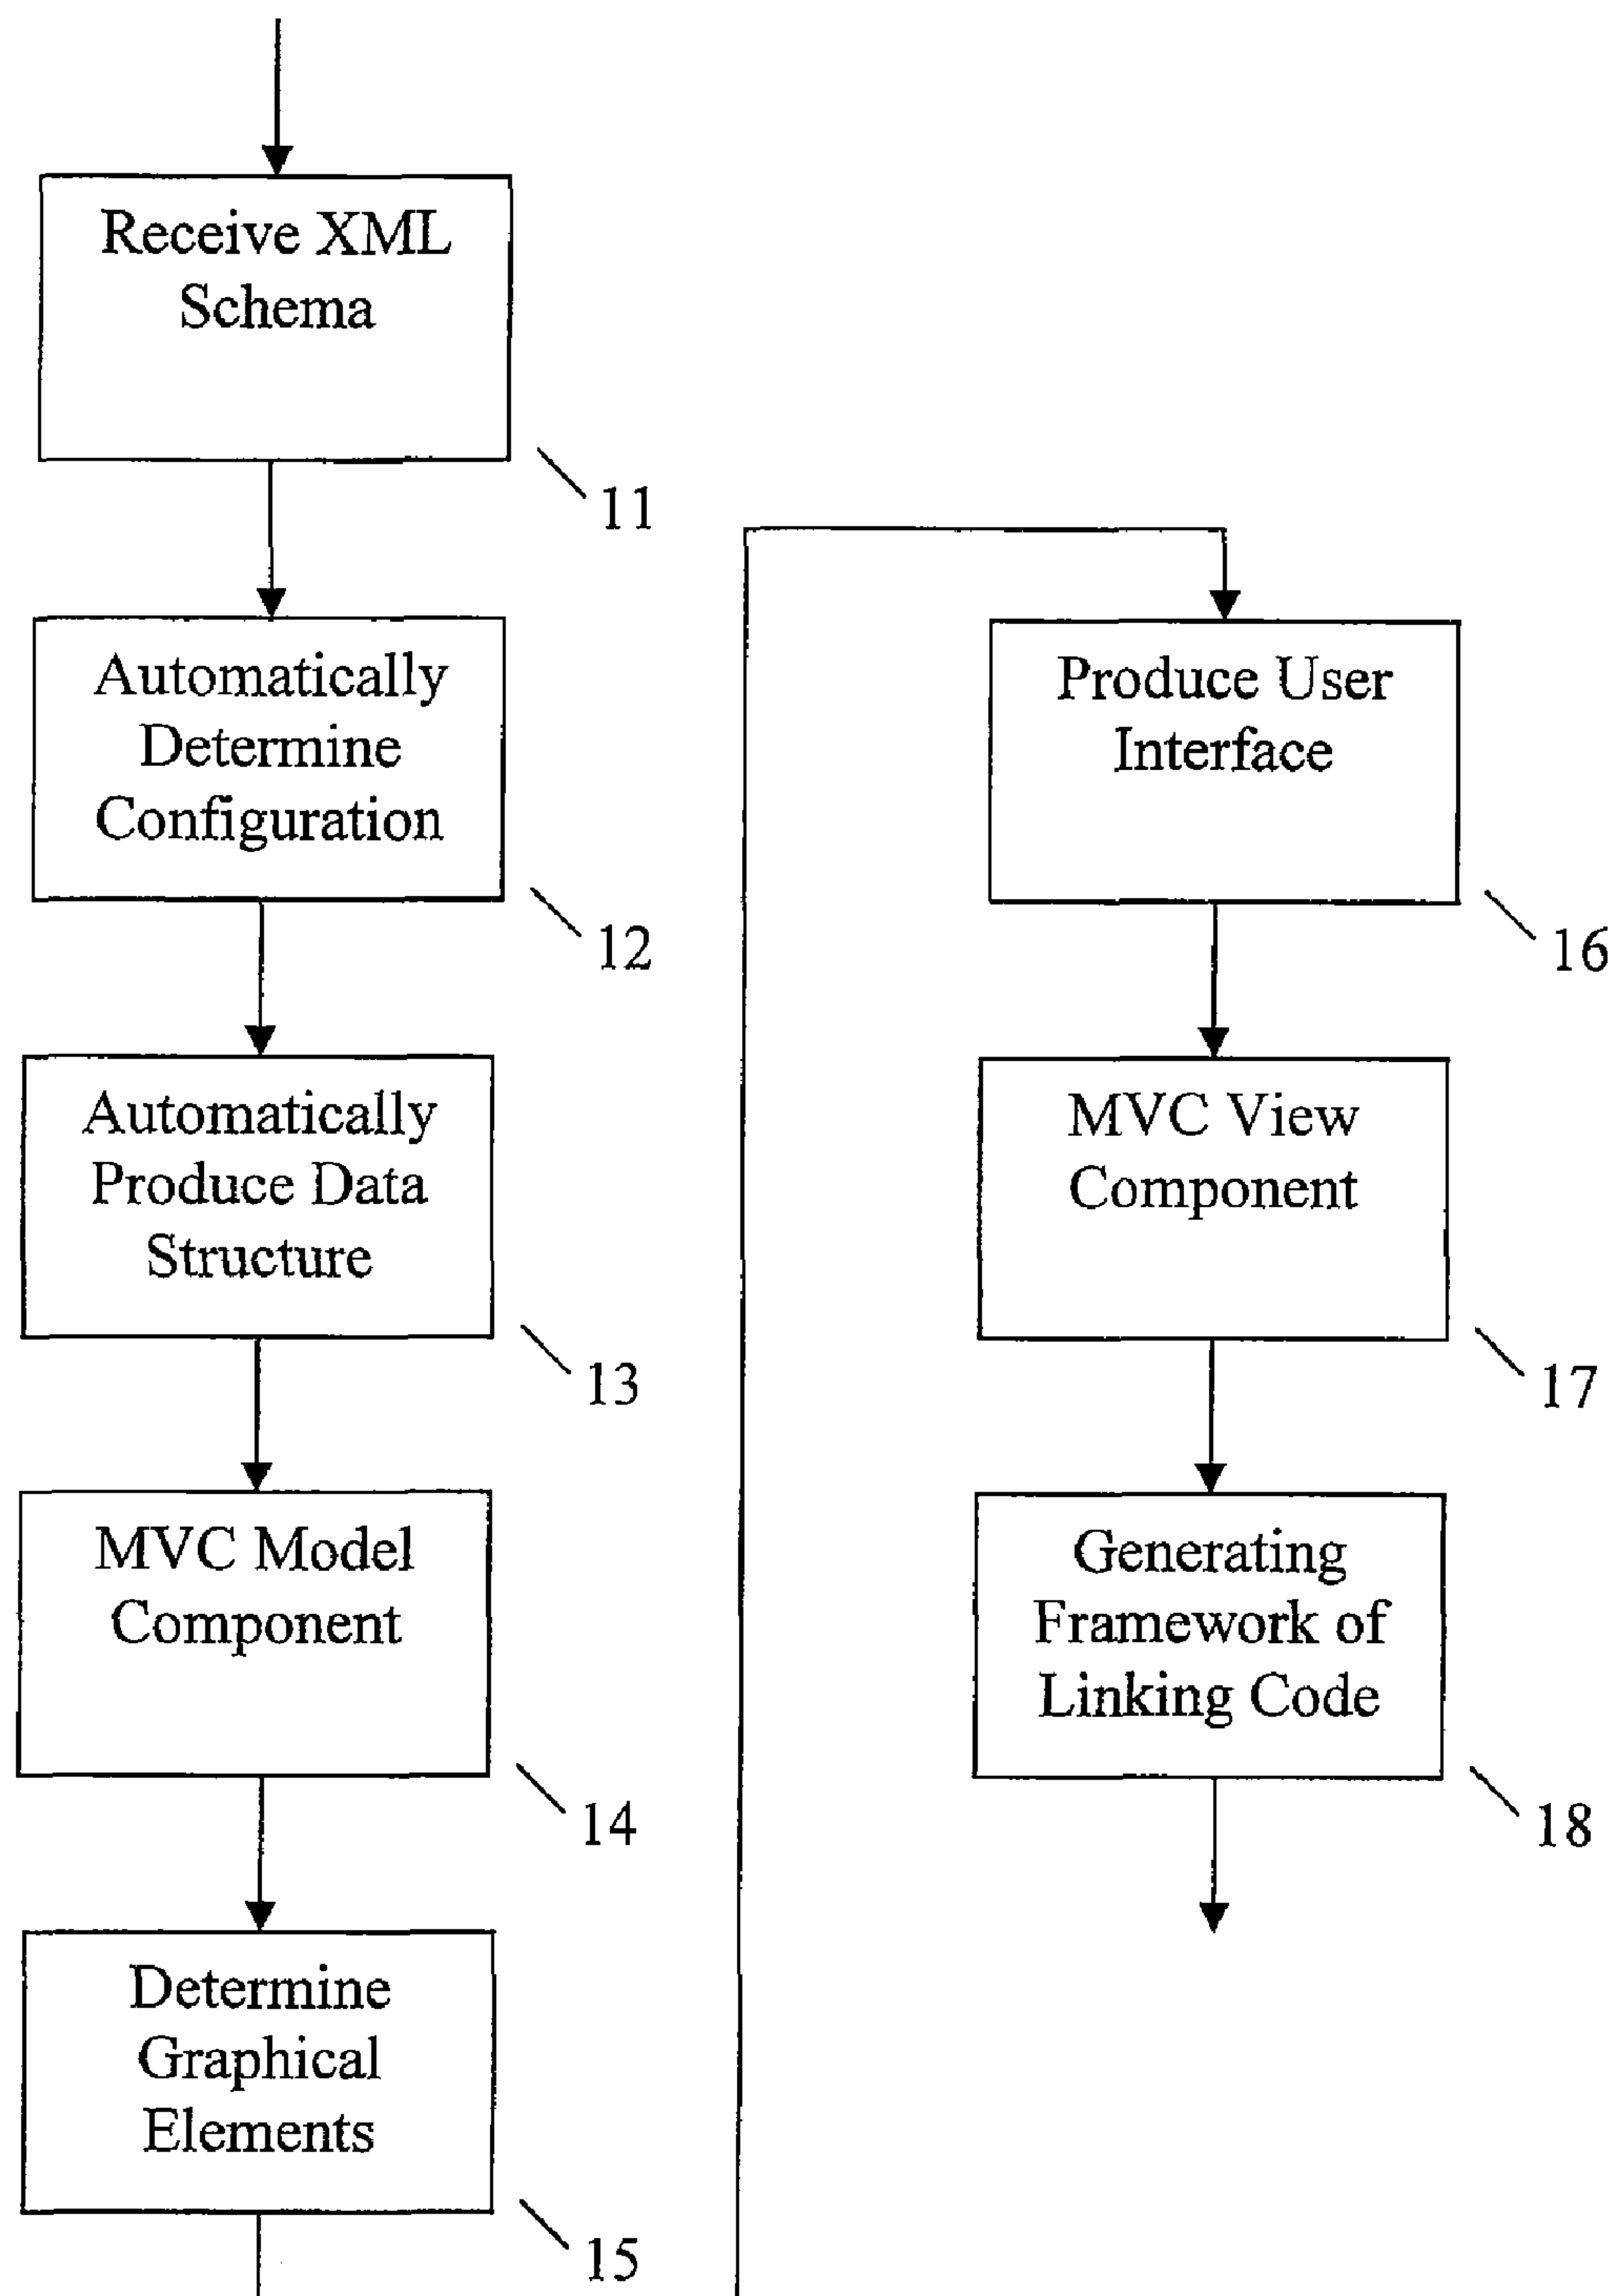 Receive XML
Schema
11
Automatically
Determine
Configuration
12
Automatically
Produce Data
Structure
13
MVC Model
Component
14
Determine
Graphical
Elements
15
Produce User
Interface
16
MVC View
Component
17
Generating
Framework of
Linking Code
18